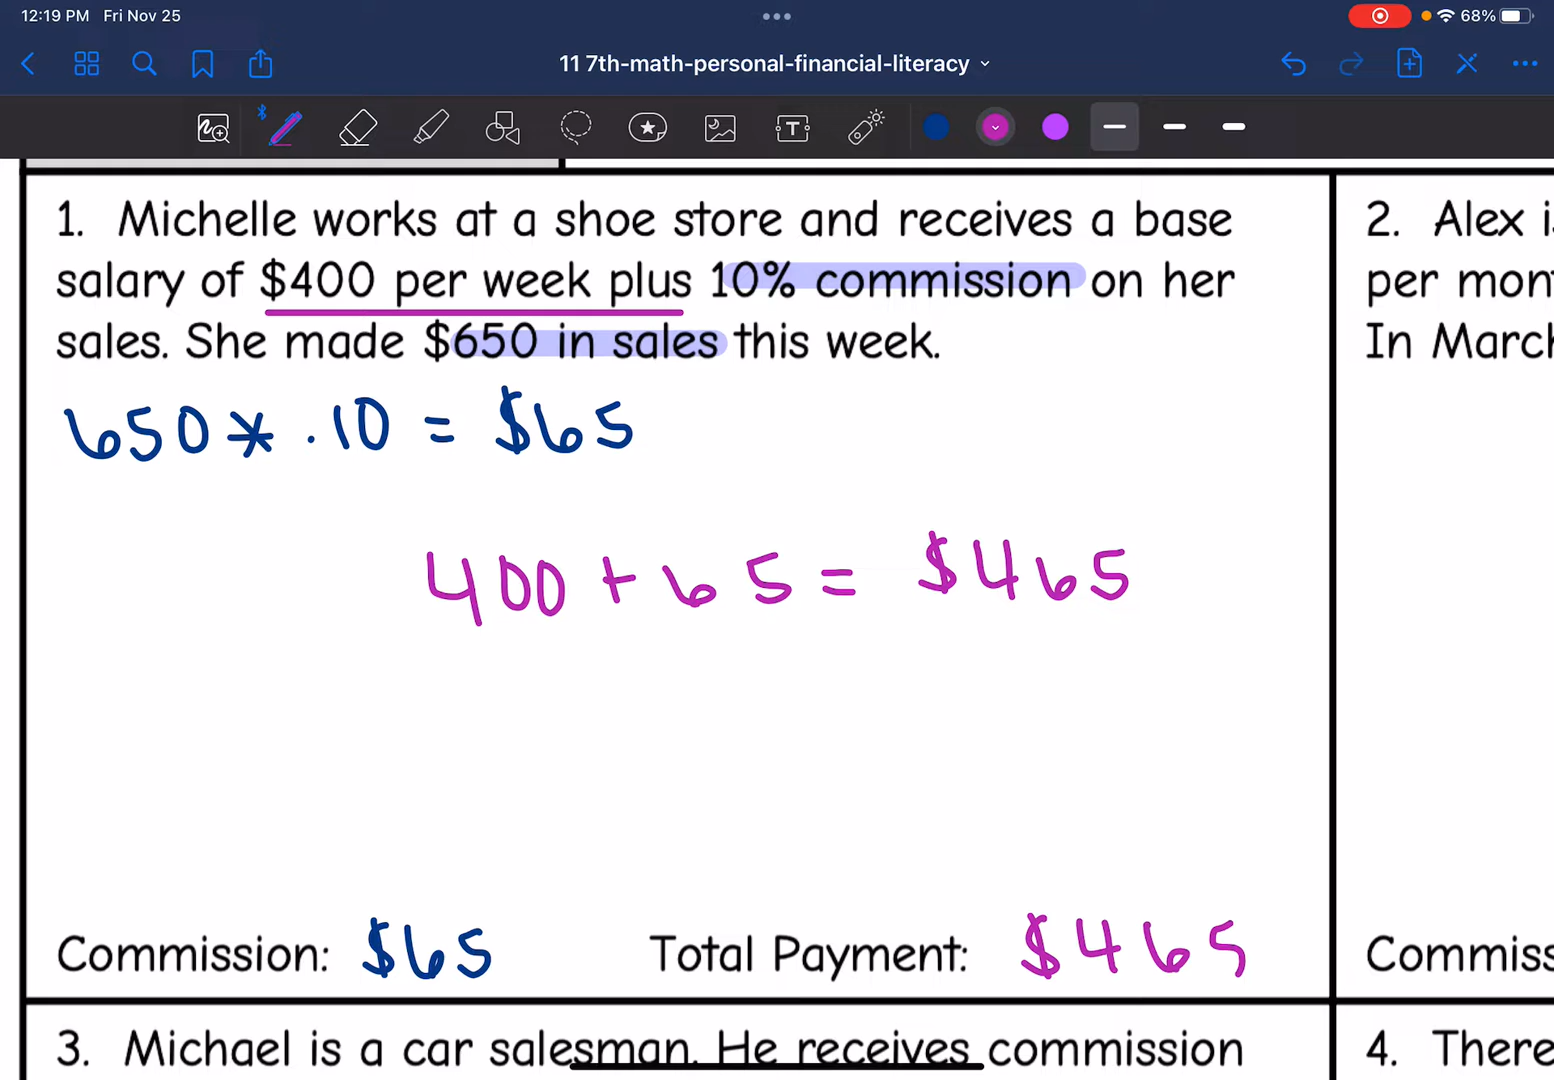 12:19 PM Fri Nov 25
68%
11 7th-math-personal-financial-literacy
T
1. Michelle works at a shoe store and receives a base
salary of $400 per week plus 10% commission on her
sales. She made $650 in sales this week.
650 * .10 = $65
400 + 65 = $465
Commission: $65 Total Payment: $465
2. Alex i
per mon
In March
Commiss
3. Michael is a car salesman. He receives commission
4. There